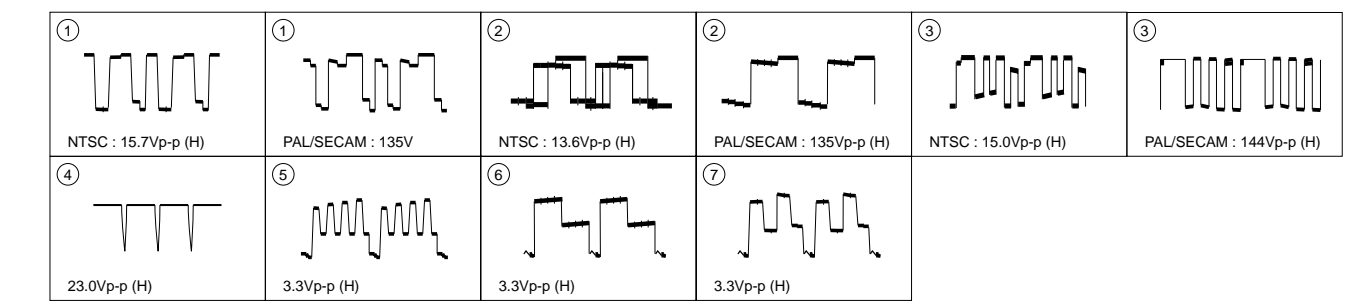 ① ① ② ② ③ ③
NTSC : 15.7Vp-p (H) PAL/SECAM : 135V NTSC : 13.6Vp-p (H) PAL/SECAM : 135Vp-p (H) NTSC : 15.0Vp-p (H) PAL/SECAM : 144Vp-p (H)
④ ⑤ ⑥ ⑦
23.0Vp-p (H) 3.3Vp-p (H) 3.3Vp-p (H) 3.3Vp-p (H)